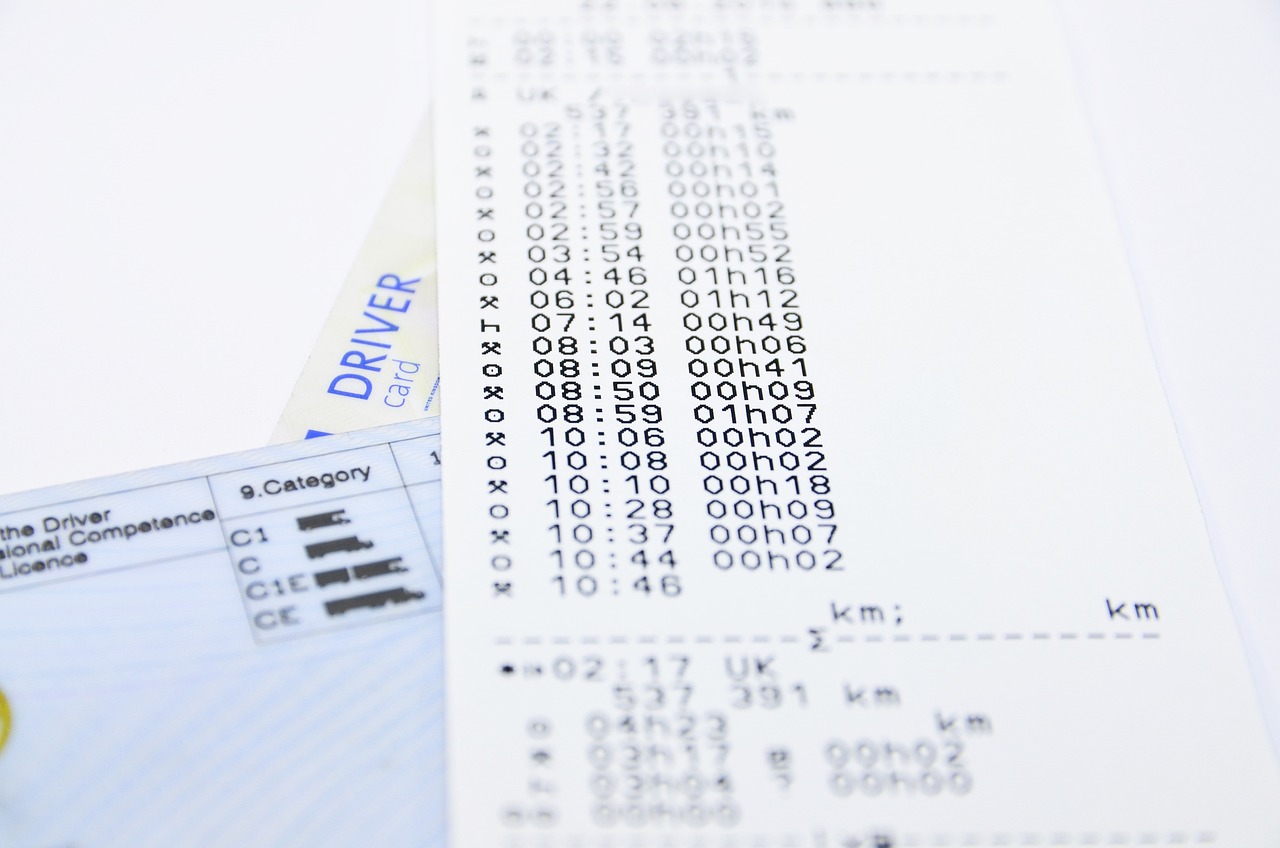 00:00 02h15
02:15 00h02
1
UK /
537 391 km
02:17 00h15
02:32 00h10
02:42 00h14
02:56 00h01
02:57 00h02
02:59 00h55
03:54 00h52
04:46 01h16
06:02 01h12
07:14 00h49
08:03 00h06
08:09 00h41
08:50 00h09
08:59 01h07
10:06 00h02
10:08 00h02
10:10 00h18
10:28 00h09
10:37 00h07
10:44 00h02
10:46
km; km
Σ
02:17 UK
537 391 km
04h23 km
03h17 00h02
03h04 ? 00h00
00h00
DRIVER
card
the Driver
sional Competence
Licence
9.Category
1
C1
C
C1E
CE